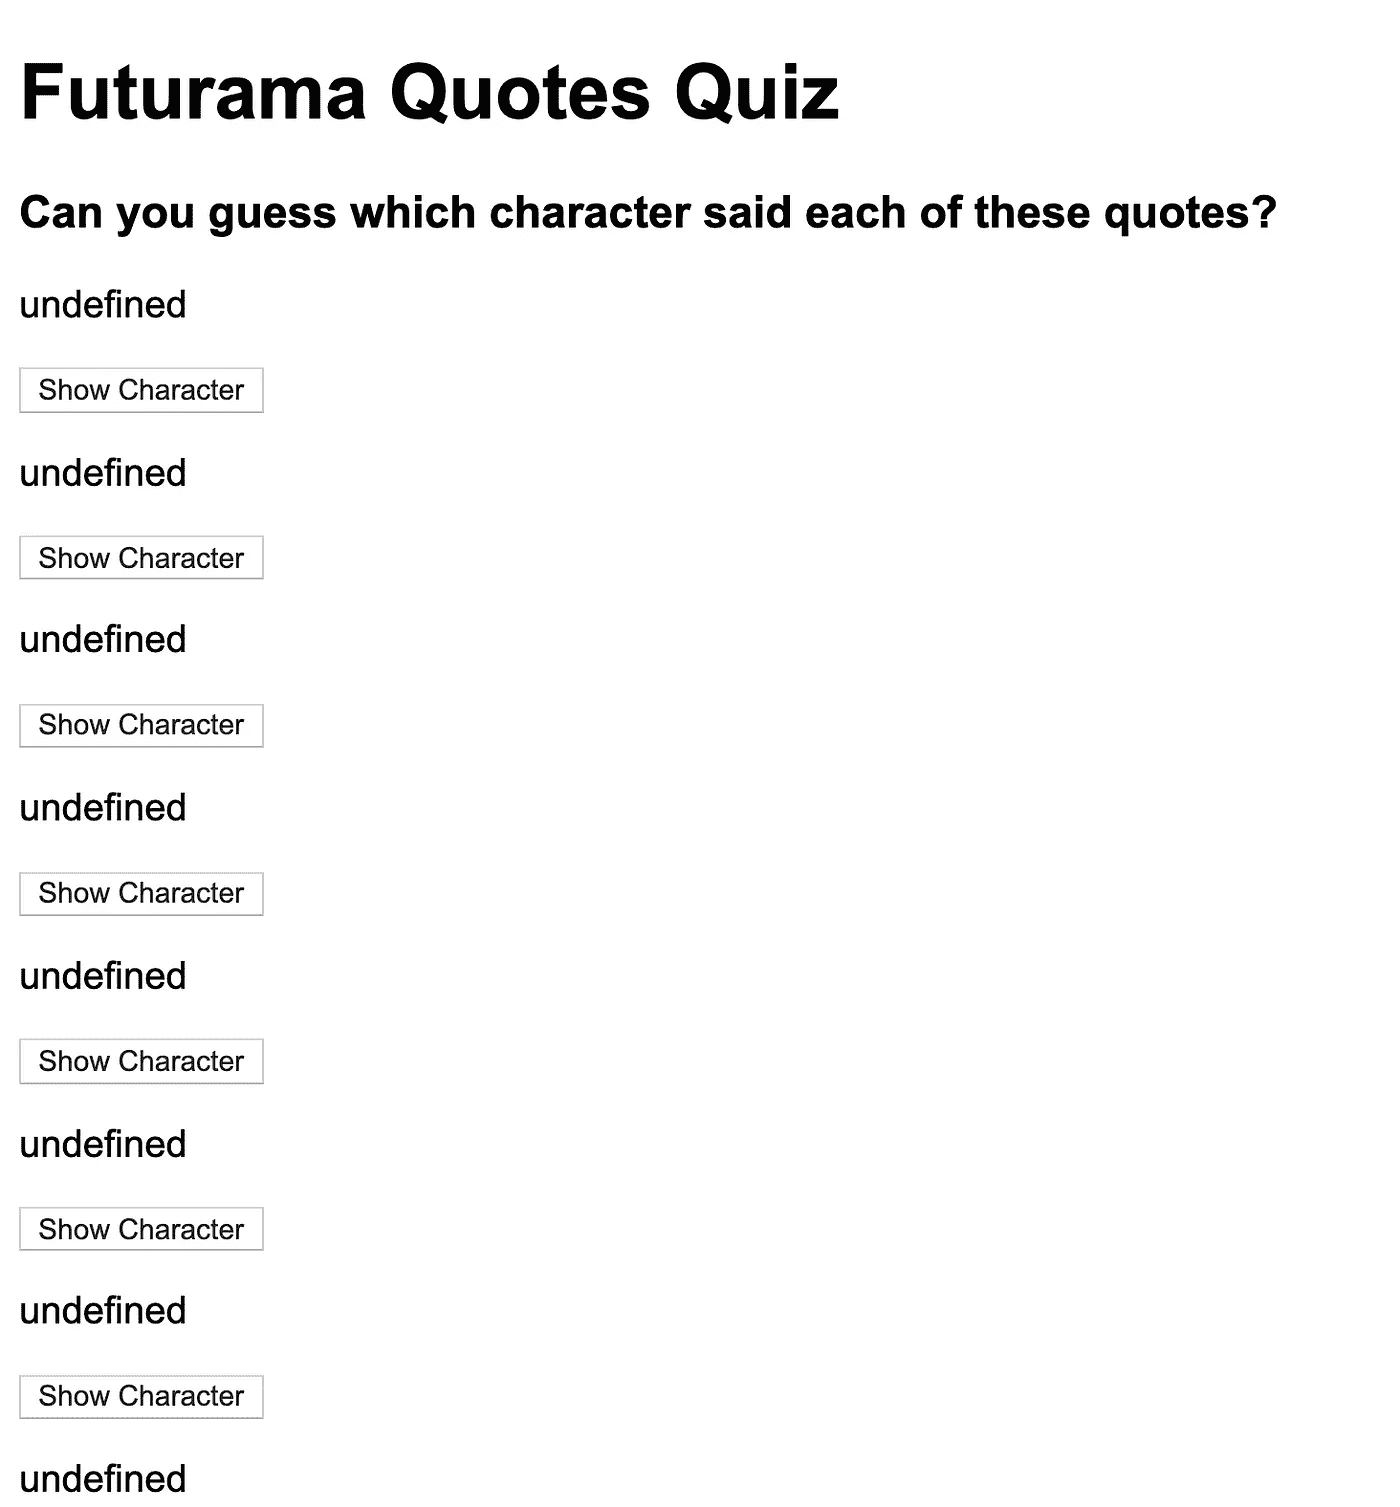 Futurama Quotes Quiz
Can you guess which character said each of these quotes?
undefined
Show Character
undefined
Show Character
undefined
Show Character
undefined
Show Character
undefined
Show Character
undefined
Show Character
undefined
Show Character
undefined